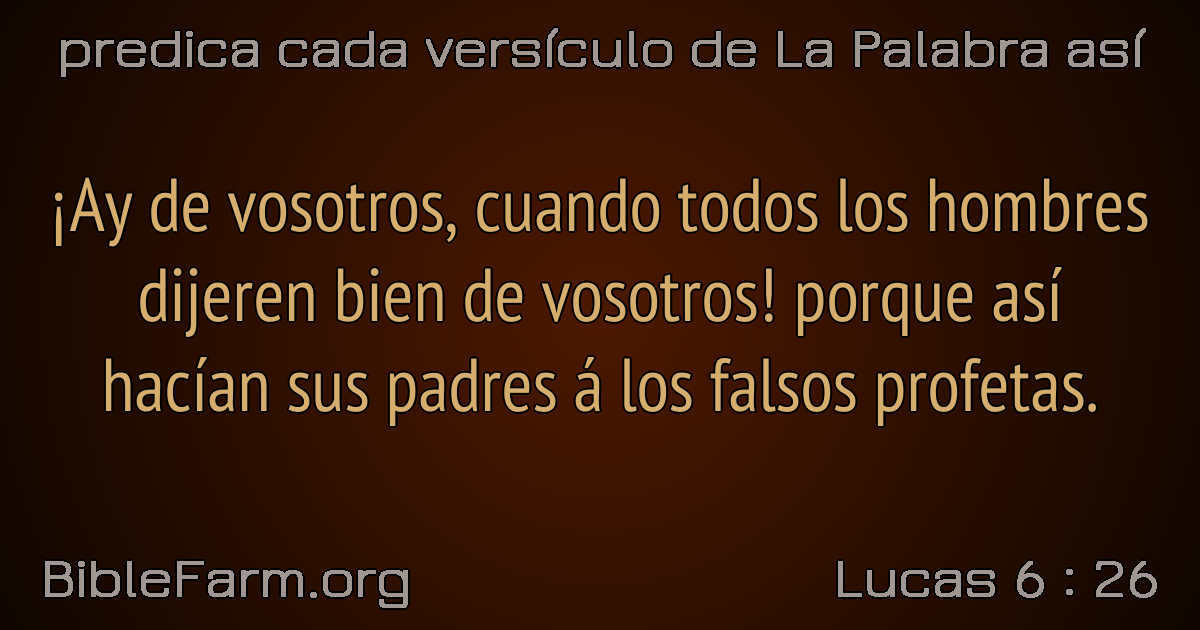 predica cada versículo de La Palabra así
¡Ay de vosotros, cuando todos los hombres
dijeren bien de vosotros! porque así
hacían sus padres á los falsos profetas.
BibleFarm.org
Lucas 6 : 26